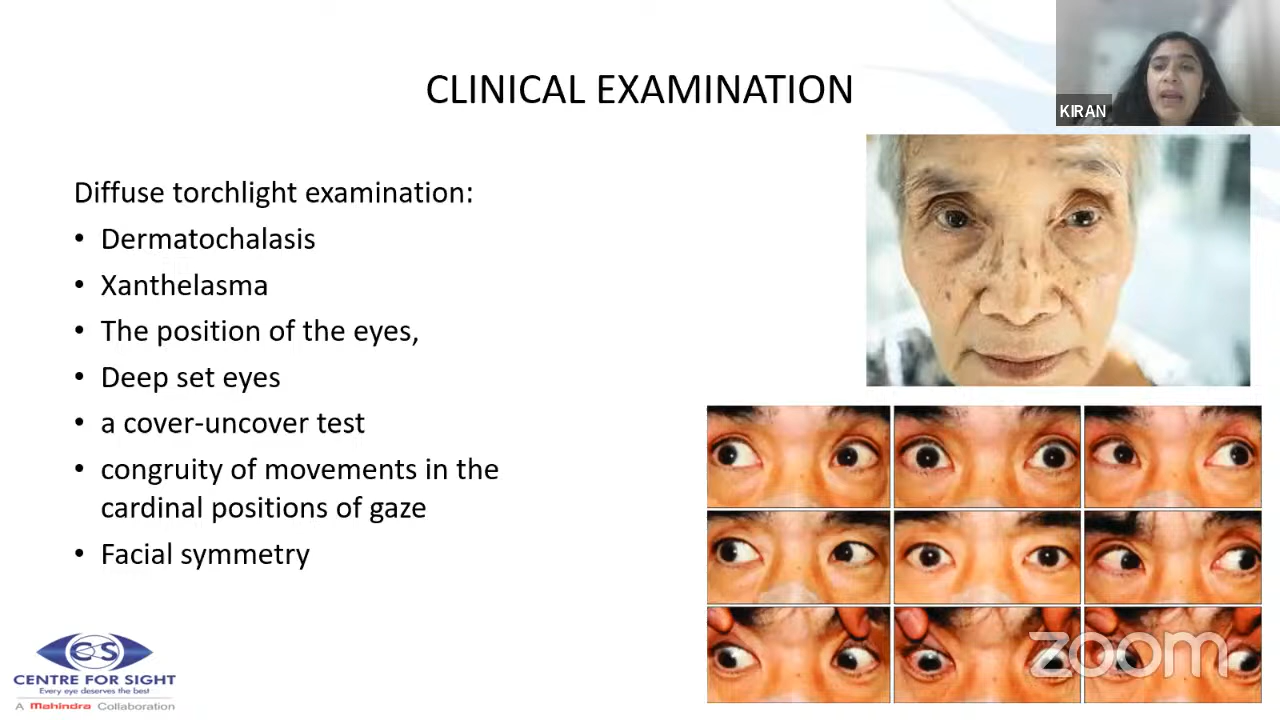 CLINICAL EXAMINATION
KIRAN
Diffuse torchlight examination:
• Dermatochalasis
• Xanthelasma
• The position of the eyes,
• Deep set eyes
• a cover-uncover test
• congruity of movements in the
cardinal positions of gaze
• Facial symmetry
zoom
CS
CENTRE FOR SIGHT
Every eye deserves the best
A Mahindra Collaboration